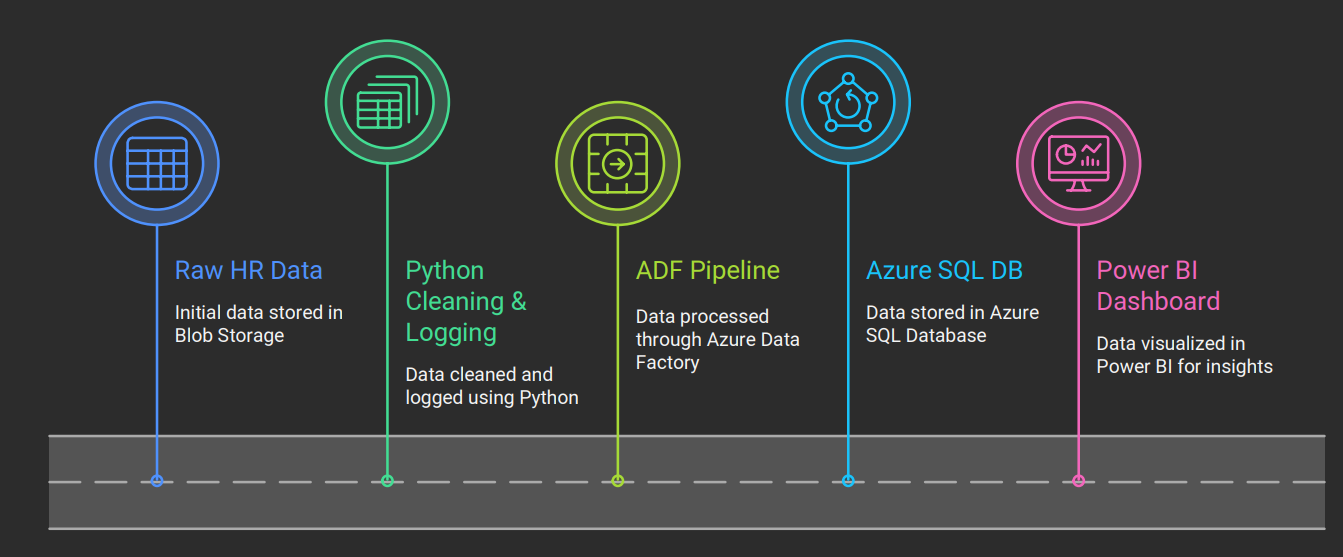 Raw HR Data
Initial data stored in
Blob Storage
Python
Cleaning &
Logging
Data cleaned and
logged using Python
ADF Pipeline
Data processed
through Azure Data
Factory
Azure SQL DB
Data stored in Azure
SQL Database
Power BI
Dashboard
Data visualized in
Power BI for insights